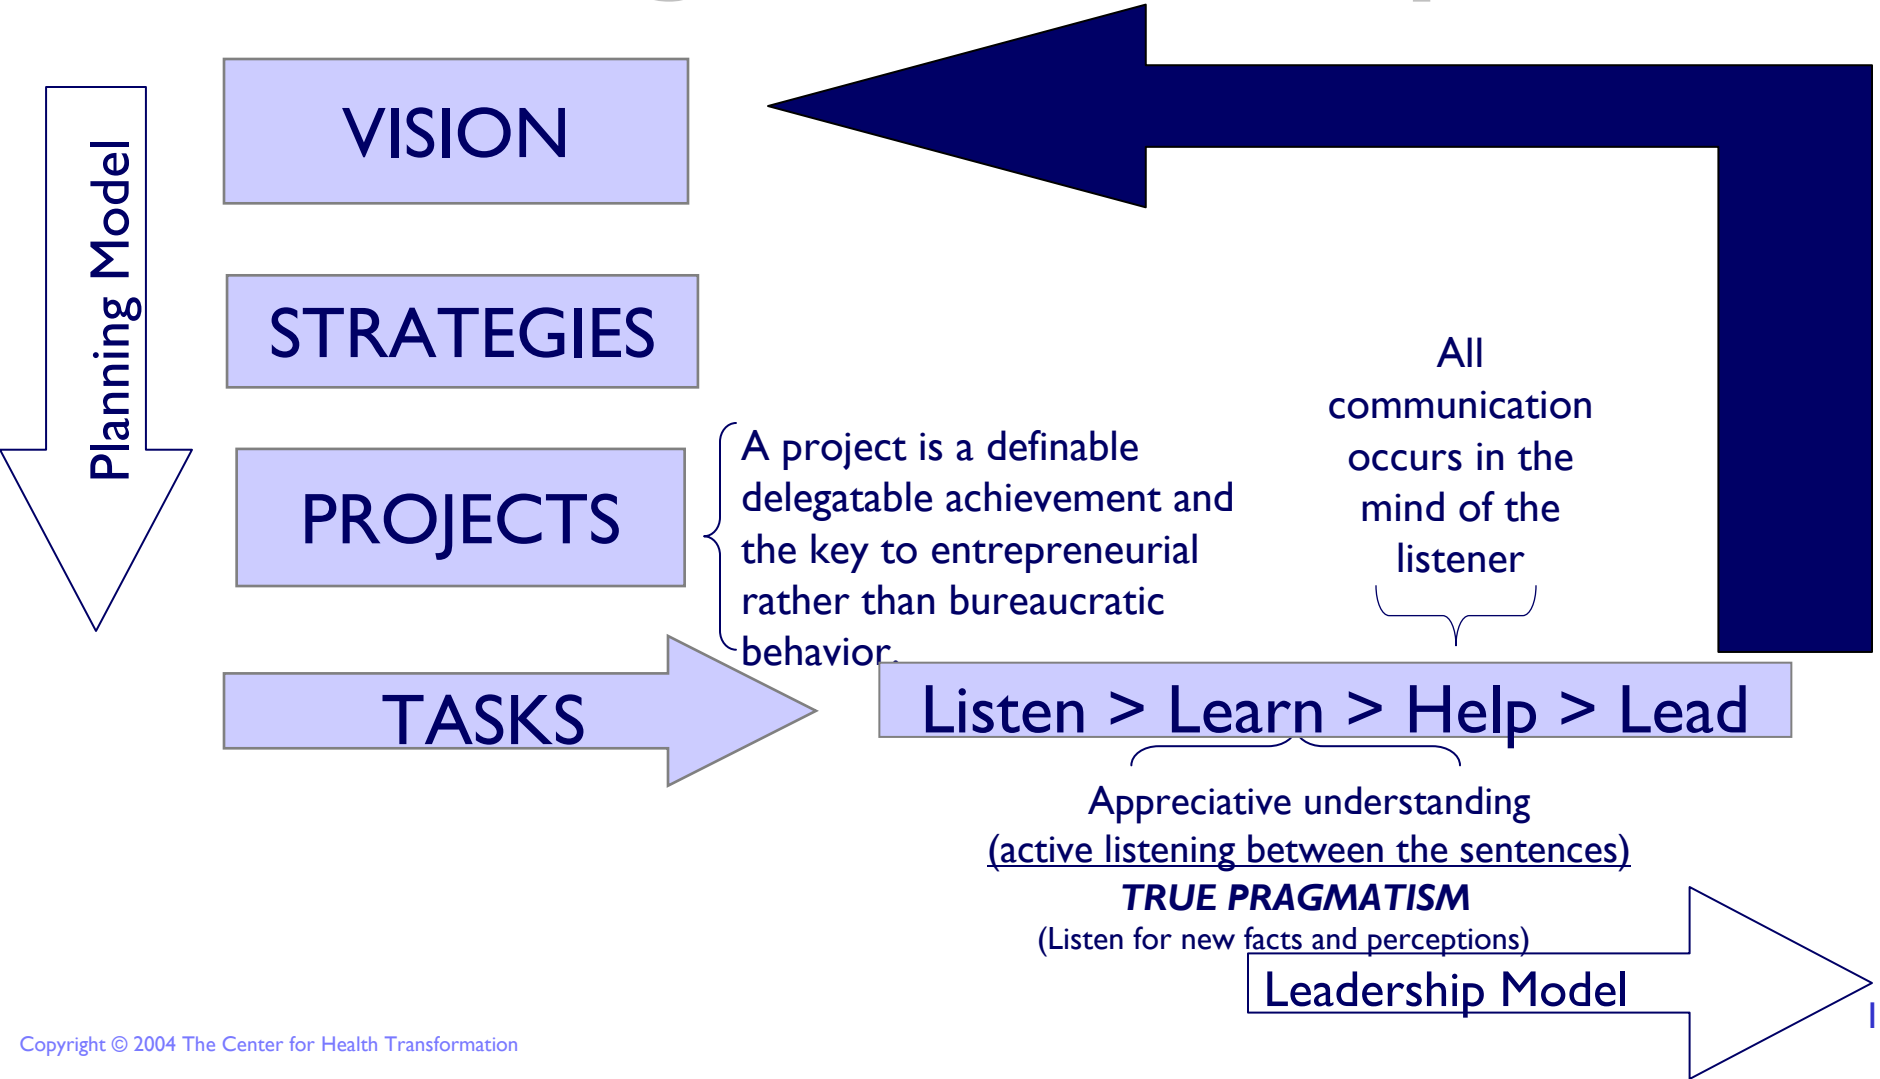 Planning Model
VISION
STRATEGIES
PROJECTS
A project is a definable
delegatable achievement and
the key to entrepreneurial
rather than bureaucratic
behavior.
All
communication
occurs in the
mind of the
listener
TASKS
Listen > Learn > Help > Lead
Appreciative understanding
(active listening between the sentences)
TRUE PRAGMATISM
(Listen for new facts and perceptions)
Leadership Model
1
Copyright © 2004 The Center for Health Transformation